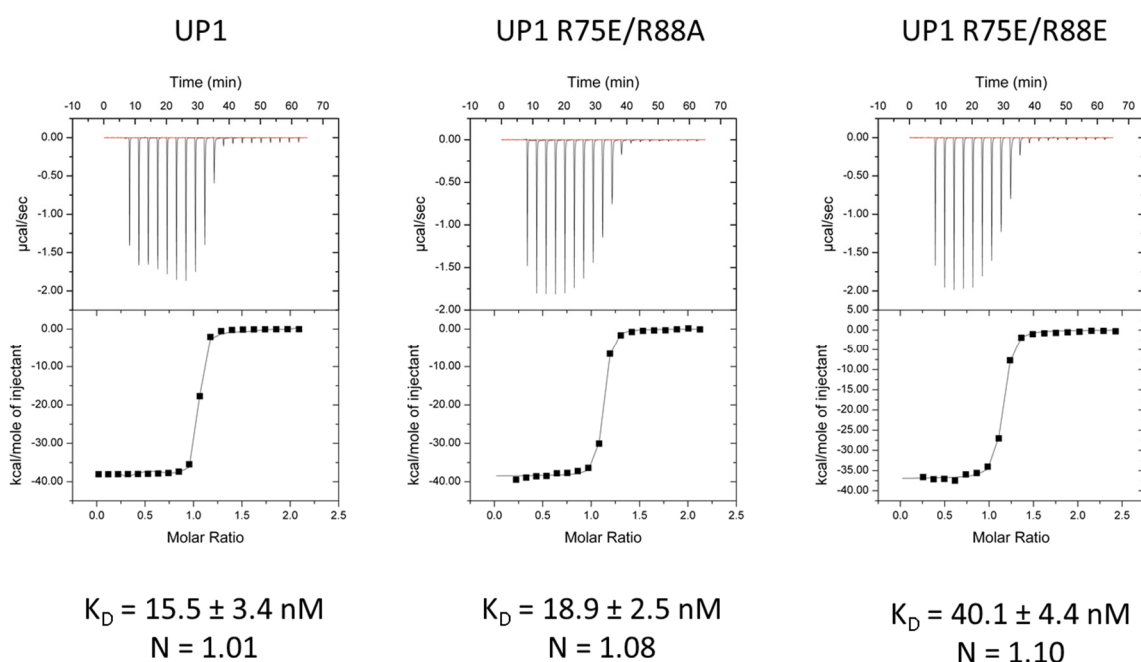 UP1
UP1 R75E/R88A
UP1 R75E/R88E
Time (min)
-10 0 10 20 30 40 50 60 70
0.00
-0.50
-1.00
-1.50
-2.00
µcal/sec
0.00
-10.00
-20.00
-30.00
-40.00
kcal/mole of injectant
0.0 0.5 1.0 1.5 2.0 2.5
Molar Ratio
Time (min)
-10 0 10 20 30 40 50 60 70
0.00
-0.50
-1.00
-1.50
-2.00
µcal/sec
0.00
-10.00
-20.00
-30.00
-40.00
kcal/mole of injectant
0.0 0.5 1.0 1.5 2.0 2.5
Molar Ratio
Time (min)
-10 0 10 20 30 40 50 60 70
0.00
-0.50
-1.00
-1.50
-2.00
µcal/sec
5.00
0.00
-5.00
-10.00
-15.00
-20.00
-25.00
-30.00
-35.00
-40.00
kcal/mole of injectant
0.0 0.5 1.0 1.5 2.0 2.5
Molar Ratio
KD = 15.5 ± 3.4 nM
N = 1.01
KD = 18.9 ± 2.5 nM
N = 1.08
KD = 40.1 ± 4.4 nM
N = 1.10